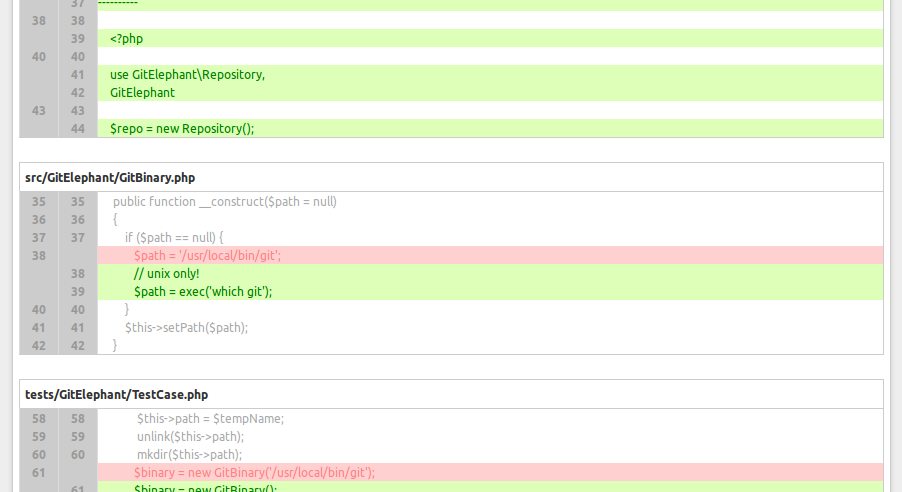 37 ----------
38 38
39 <?php
40 40
41 use GitElephant\Repository,
42 GitElephant
43 43
44 $repo = new Repository();
src/GitElephant/GitBinary.php
35 35 public function __construct($path = null)
36 36 {
37 37 if ($path == null) {
38 $path = '/usr/local/bin/git';
38 // unix only!
39 $path = exec('which git');
40 40 }
41 41 $this->setPath($path);
42 42 }
tests/GitElephant/TestCase.php
58 58 $this->path = $tempName;
59 59 unlink($this->path);
60 60 mkdir($this->path);
61 $binary = new GitBinary('/usr/local/bin/git');
61 $binary = new GitBinary();